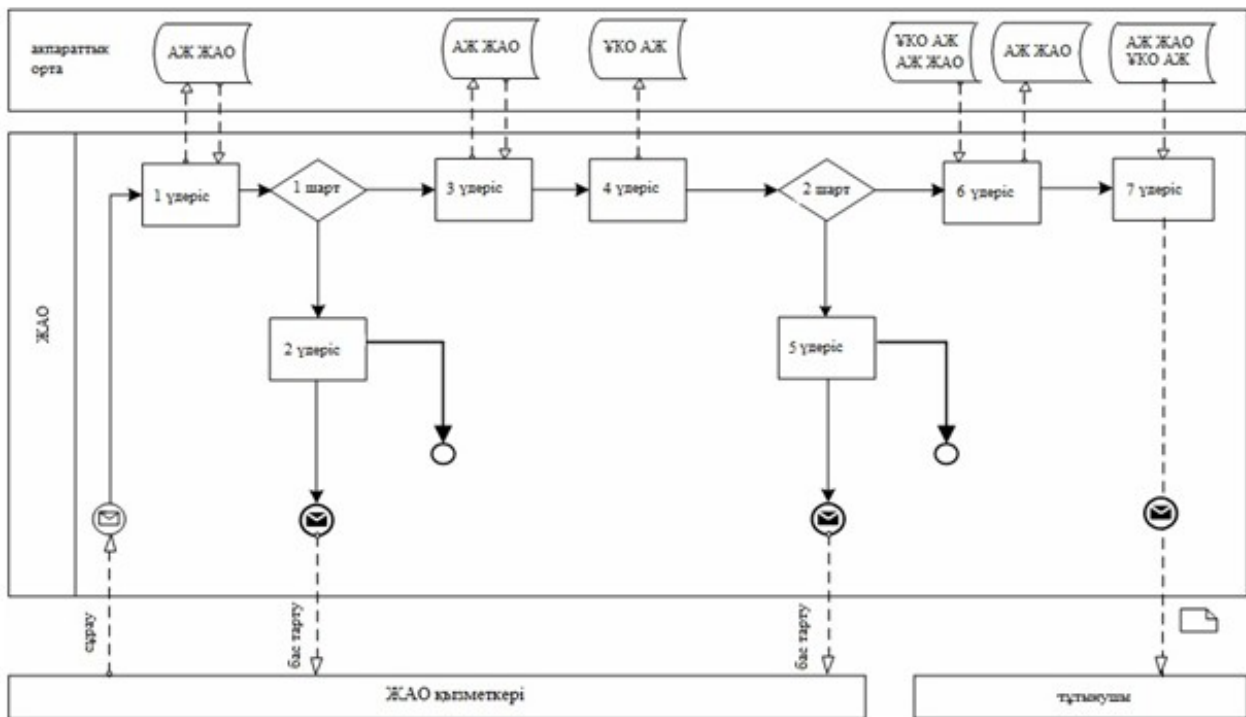 ақпараттық
орта
АЖ ЖАО
АЖ ЖАО
ҰКО АЖ
ҰКО АЖ
АЖ ЖАО
АЖ ЖАО
АЖ ЖАО
ҰКО АЖ
ЖАО
1 үдеріс
1 шарт
3 үдеріс
4 үдеріс
2 шарт
6 үдеріс
7 үдеріс
2 үдеріс
5 үдеріс
сұрау
бас тарту
бас тарту
ЖАО қызметкері
тұтынушы